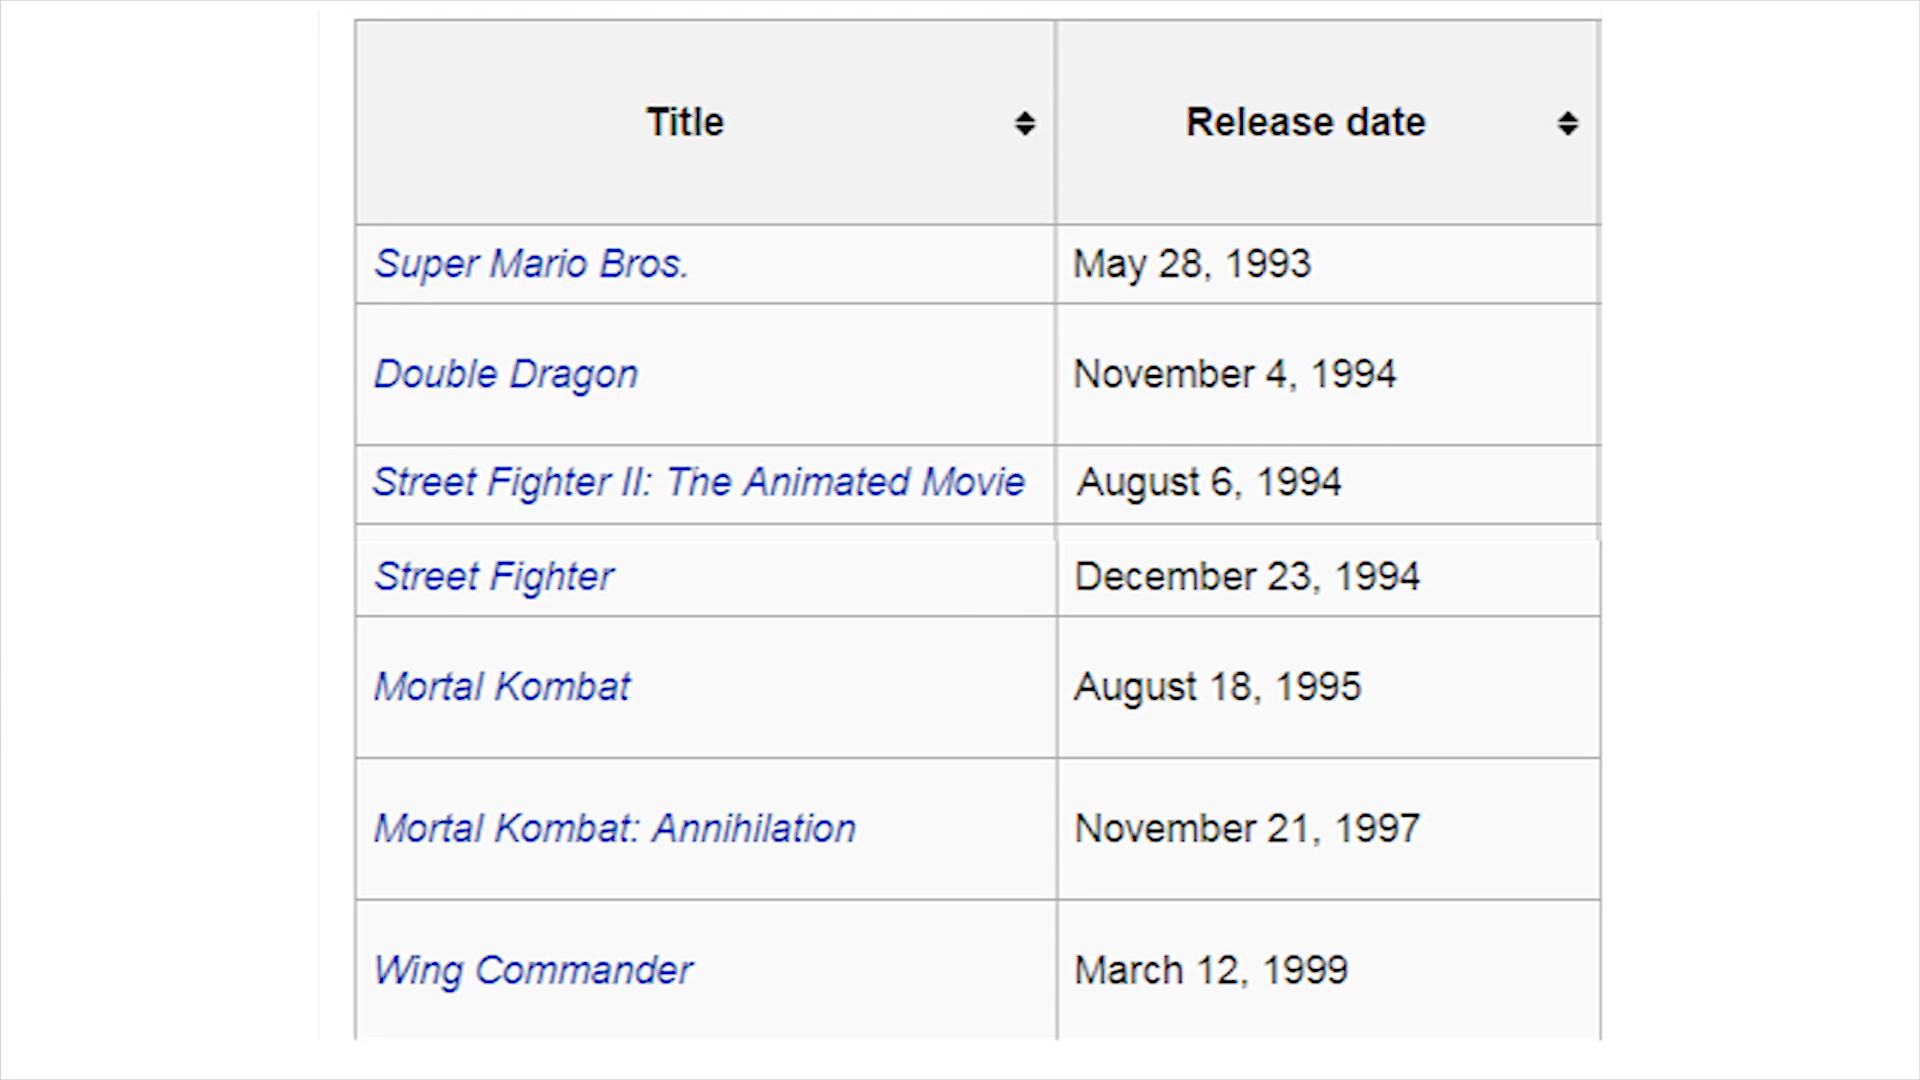 Title Release date
Super Mario Bros. May 28, 1993
Double Dragon November 4, 1994
Street Fighter II: The Animated Movie August 6, 1994
Street Fighter December 23, 1994
Mortal Kombat August 18, 1995
Mortal Kombat: Annihilation November 21, 1997
Wing Commander March 12, 1999